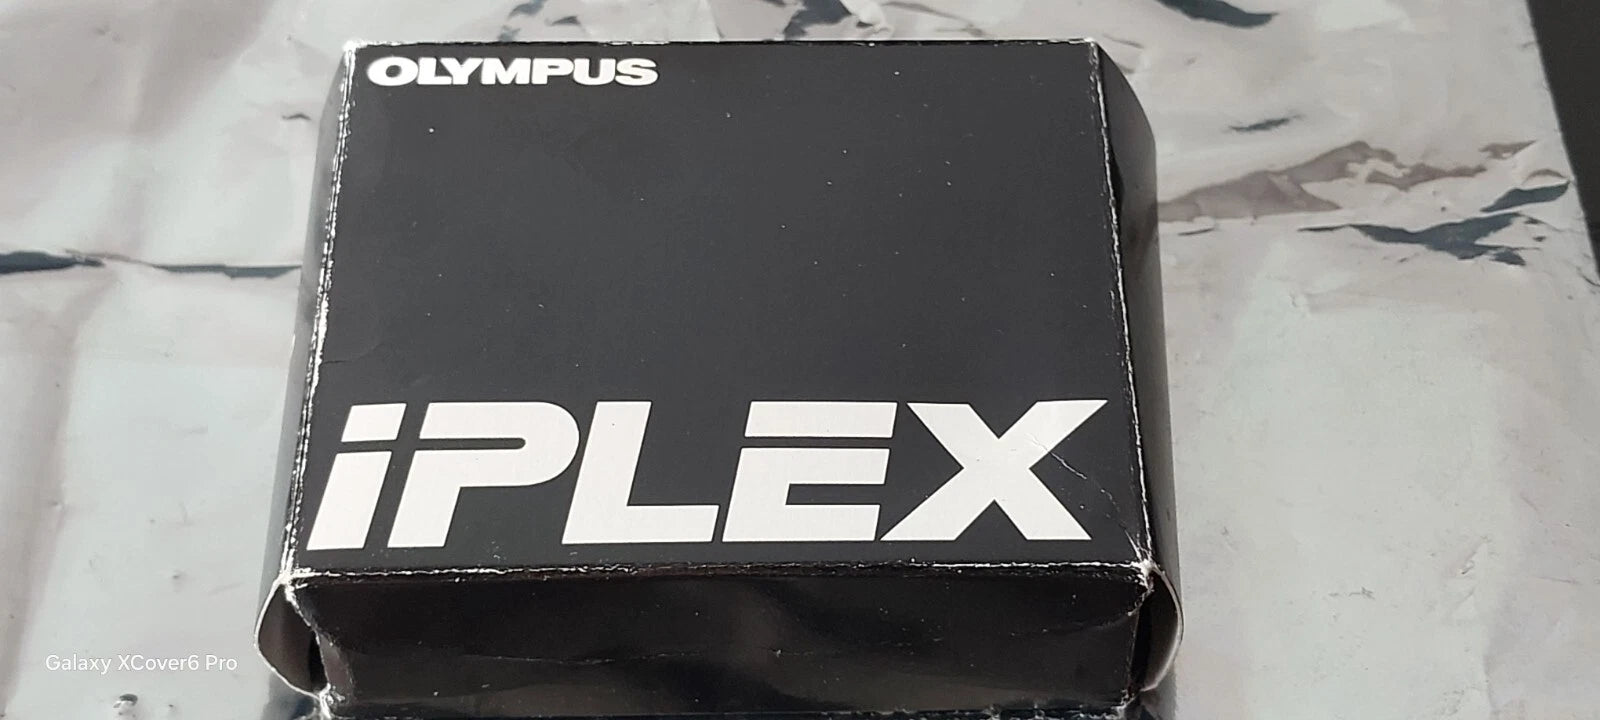 OLYMPUS
iPLEX
Galaxy XCover6 Pro